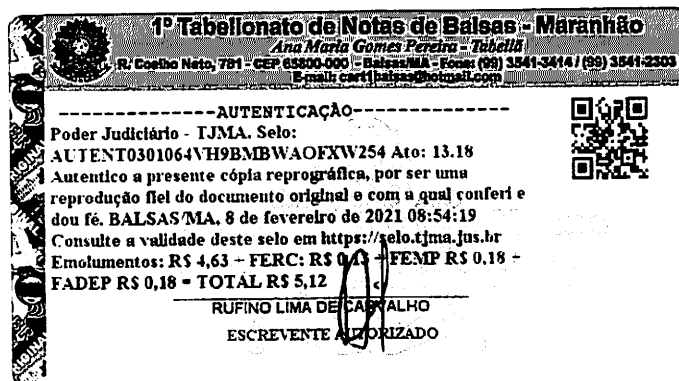 1º Tabelionato de Notas de Balsas - Maranhão
Ana Maria Gomes Pereira - Tabeliã
R. Coelho Neto, 781 - CEP 65800-000 - Balsas/MA - Fone: (99) 3541-3414 / (99) 3541-2303
E-mail: cart1balsas@hotmail.com
---------------AUTENTICAÇÃO---------------
Poder Judiciário - TJMA. Selo:
AUTENT0301064VH9BMBWAOFXW254 Ato: 13.18
Autentico a presente cópia reprográfica, por ser uma
reprodução fiel do documento original e com a qual conferi e
dou fé. BALSAS/MA, 8 de fevereiro de 2021 08:54:19
Consulte a validade deste selo em https://selo.tjma.jus.br
Emolumentos: R$ 4,63 + FERC: R$ 0,13 + FEMP R$ 0,18 +
FADEP R$ 0,18 = TOTAL R$ 5,12
RUFINO LIMA DE CARVALHO
ESCREVENTE AUTORIZADO